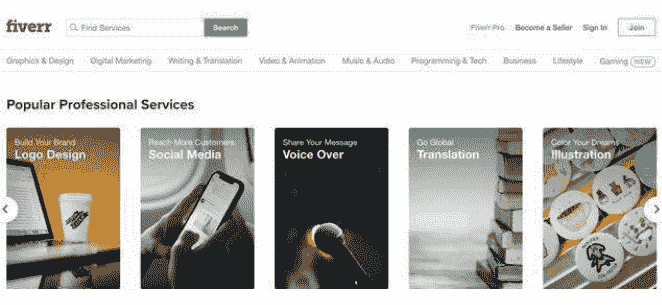 fiverr
Find Services
Search
Fiverr Pro
Become a Seller
Sign In
Join
Graphics & Design
Digital Marketing
Writing & Translation
Video & Animation
Music & Audio
Programming & Tech
Business
Lifestyle
Gaming NEW
Popular Professional Services
Build Your Brand
Logo Design
Reach More Customers
Social Media
Share Your Message
Voice Over
Go Global
Translation
Color Your Dreams
Illustration